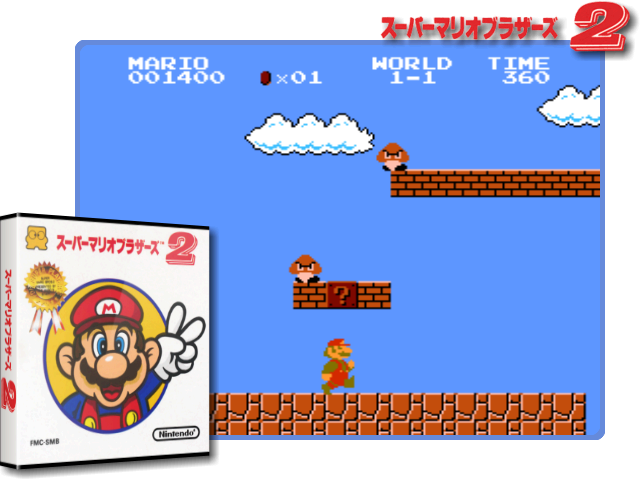 スーパーマリオブラザーズ 2
MARIO WORLD TIME
001400 ×01 1-1 360
?
スーパーマリオブラザーズ™ 2
スーパーマリオブラザーズ 2
M
FMC-SMB
Nintendo